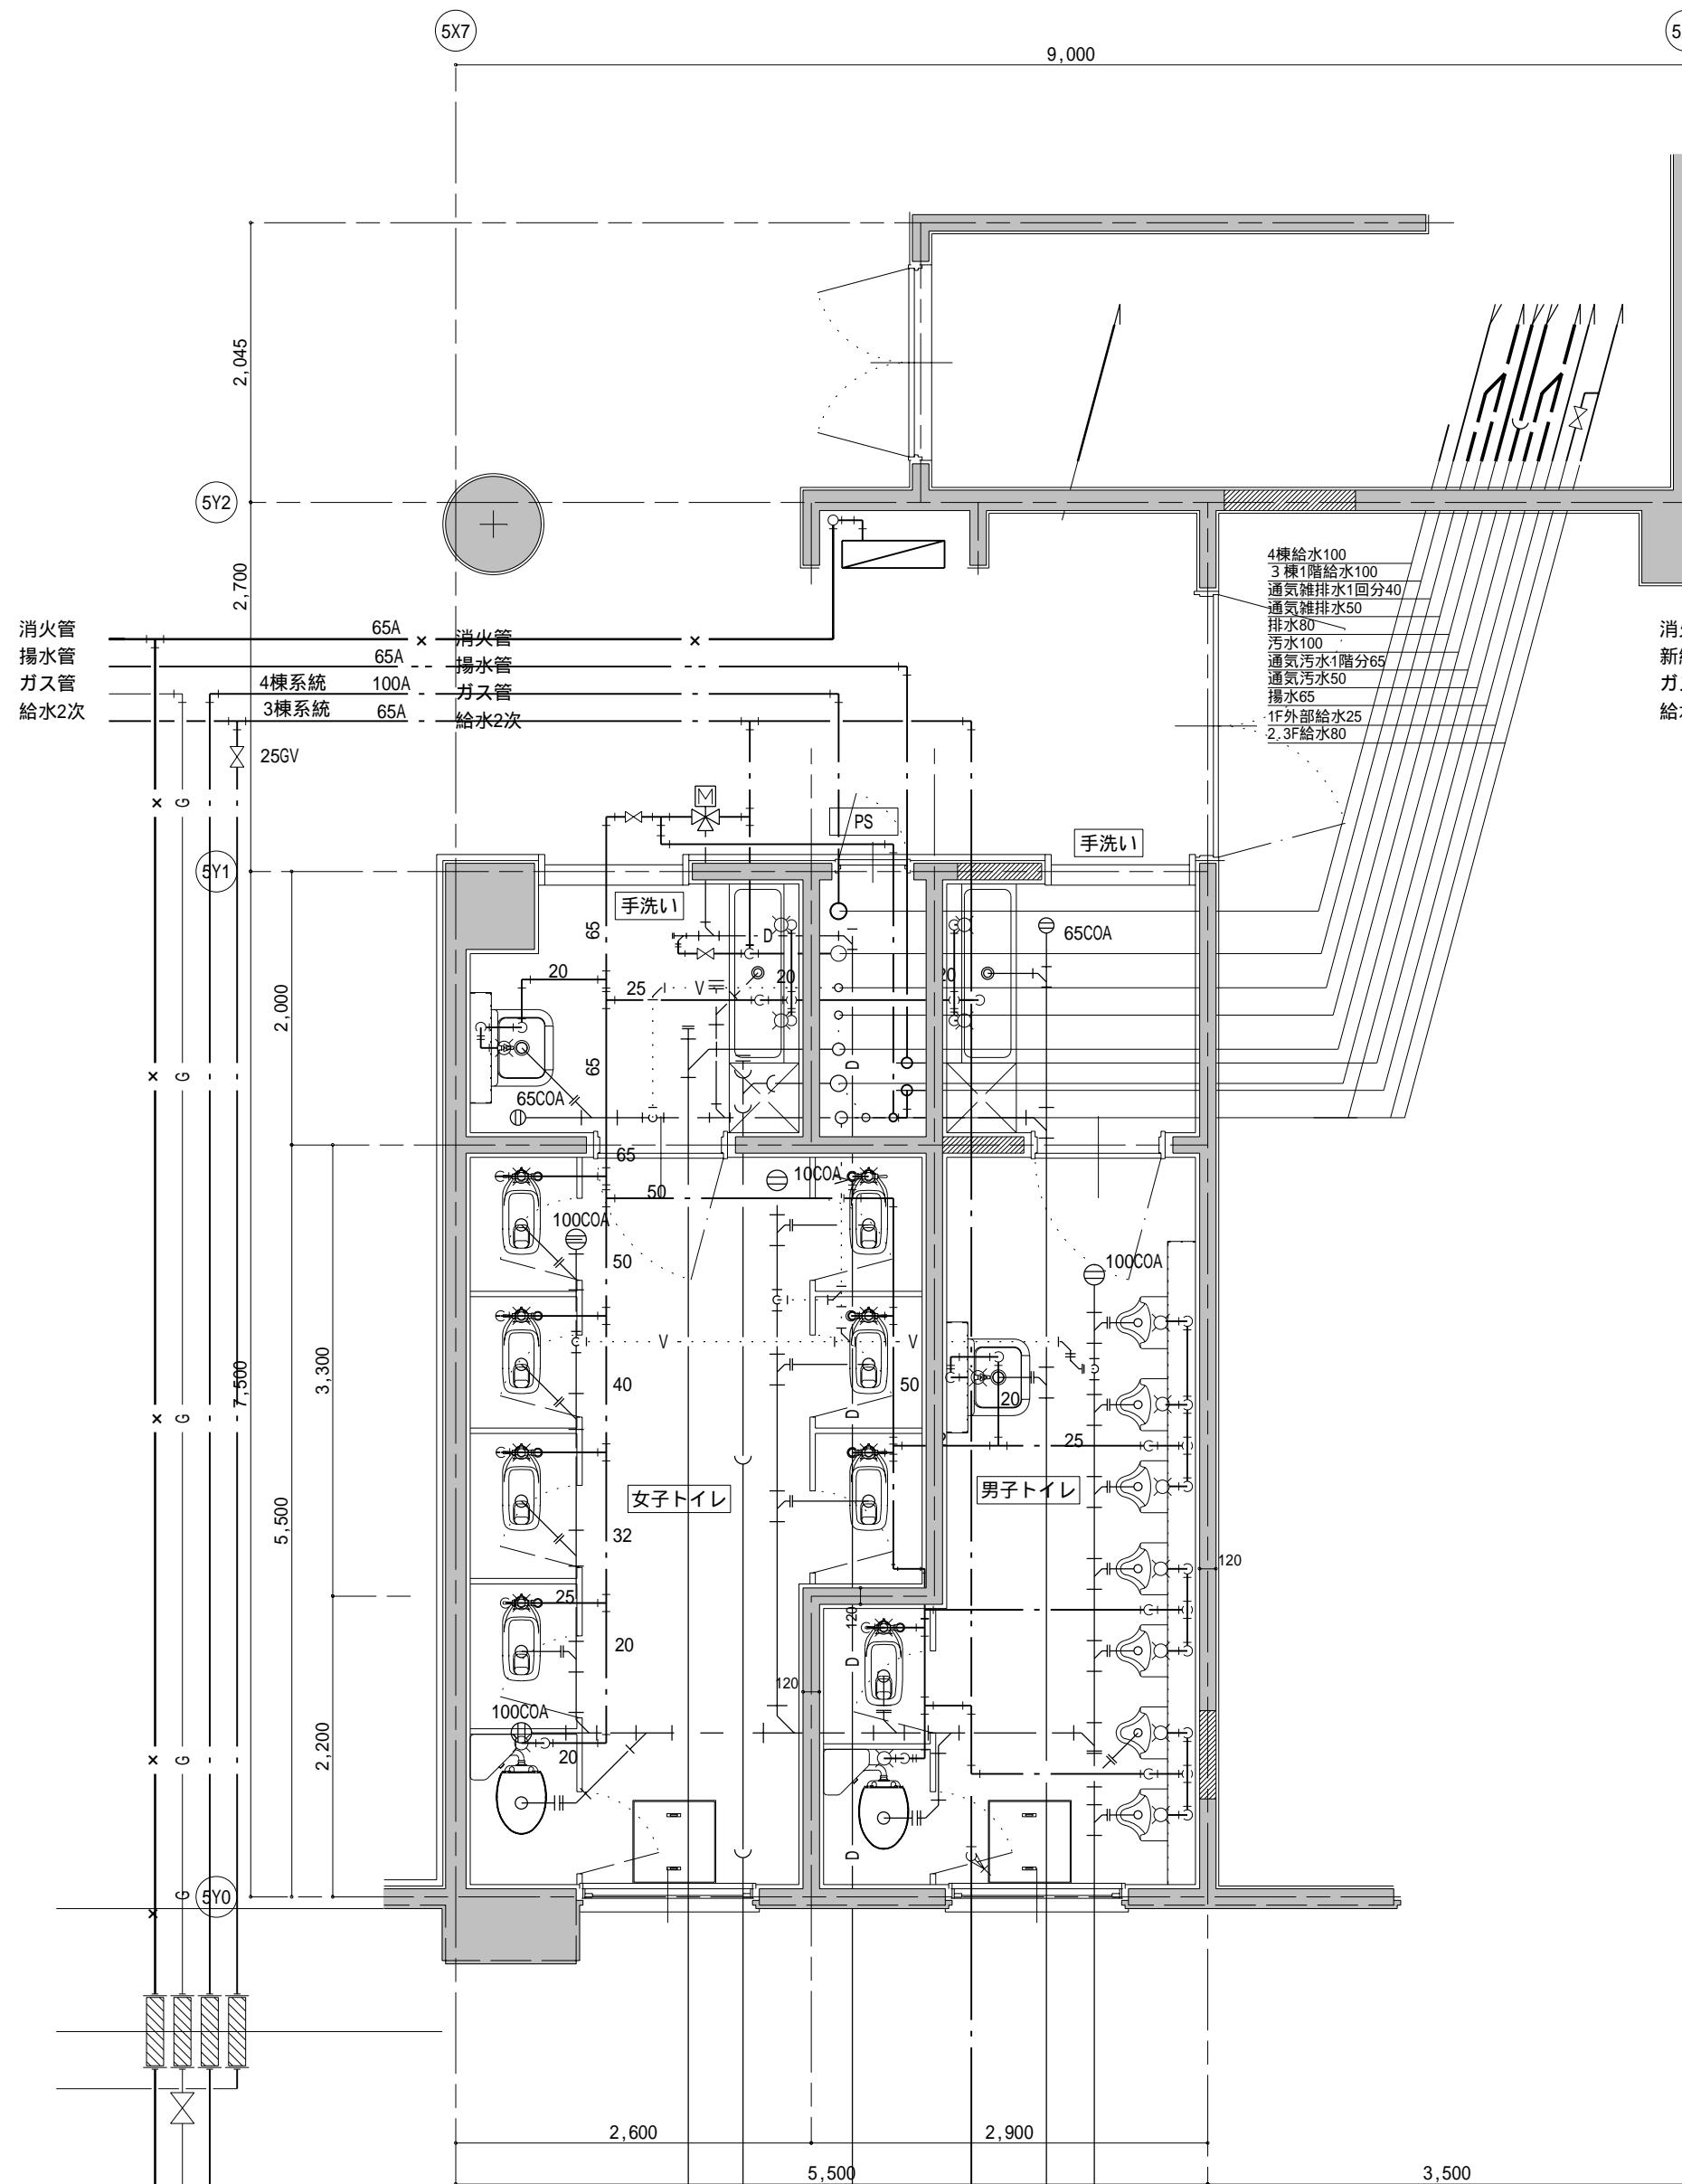 5X7
9,000
2,045
5Y2
2,700
4棟給水100
3棟1階給水100
通気雑排水1回分40
通気雑排水50
排水80
汚水100
通気汚水1階分65
通気汚水50
揚水65
1F外部給水25
2.3F給水80
消火管 65A × 消火管 ×
揚水管 65A 揚水管
ガス管 4棟系統 100A ガス管
給水2次 3棟系統 65A 給水2次
25GV
× G
M
PS
手洗い
5Y1
手洗い
65
D
65COA
20
25
V
20
20
2,000
65
× G
D
65COA
65
10COA
50
100COA
50
100COA
V
V
3,300
7,500
40
50
20
× G
D
25
女子トイレ
男子トイレ
5,500
32
120
25
120
20
D
120
100COA
2,200
× G
20
D
G
5Y0
×
2,600
2,900
5,500
3,500